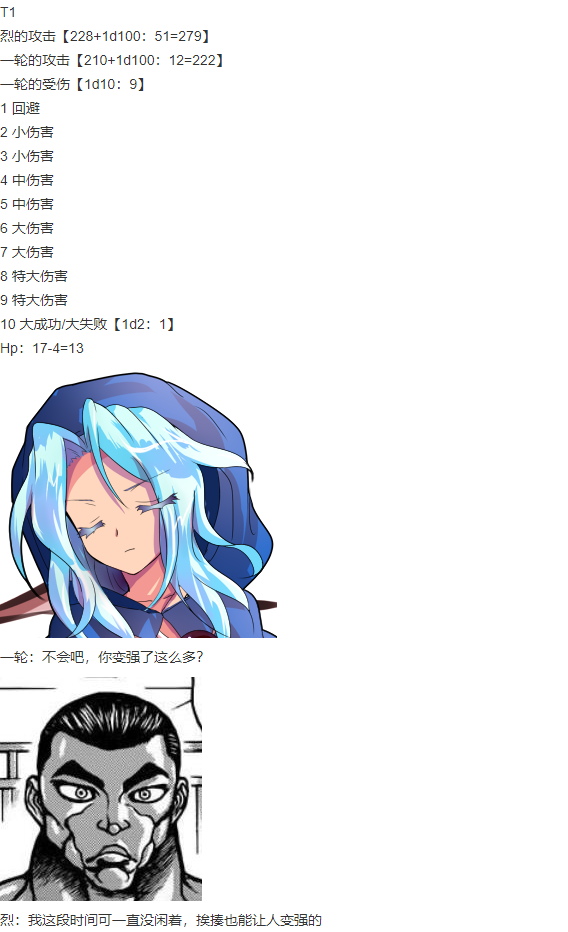 T1
烈的攻击【228+1d100：51=279】
一轮的攻击【210+1d100：12=222】
一轮的受伤【1d10：9】
1 回避
2 小伤害
3 小伤害
4 中伤害
5 中伤害
6 大伤害
7 大伤害
8 特大伤害
9 特大伤害
10 大成功/大失败【1d2：1】
Hp：17-4=13
一轮：不会吧，你变强了这么多？
烈：我这段时间可一直没闲着，挨揍也能让人变强的